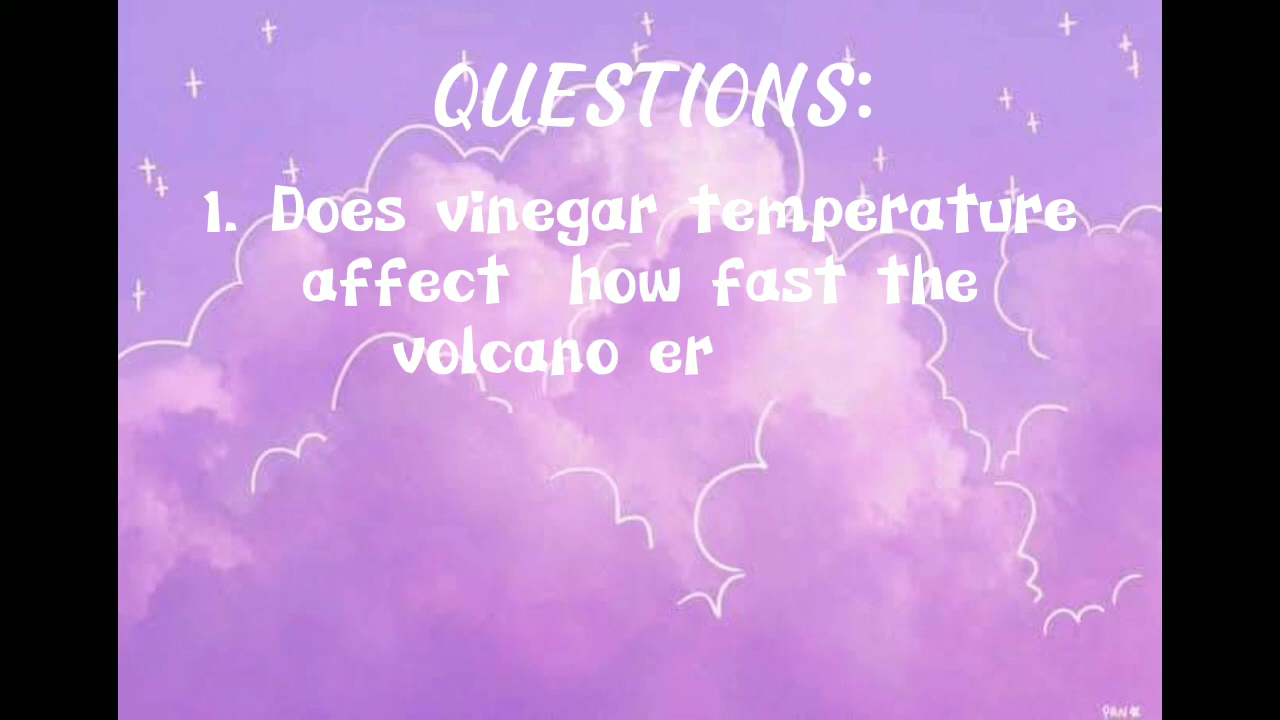 QUESTIONS:
1. Does vinegar temperature
affect how fast the
volcano er